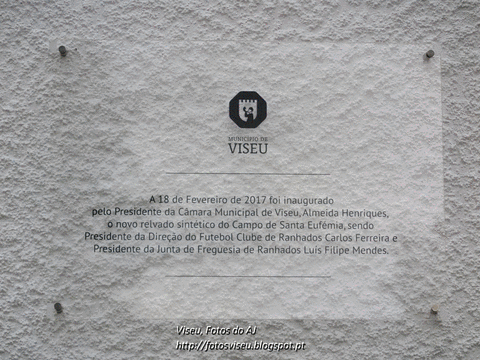 MUNICÍPIO DE
VISEU
A 18 de Fevereiro de 2017 foi inaugurado
pelo Presidente da Câmara Municipal de Viseu, Almeida Henriques,
o novo relvado sintético do Campo de Santa Eufémia, sendo
Presidente da Direção do Futebol Clube de Ranhados Carlos Ferreira e
Presidente da Junta de Freguesia de Ranhados Luís Filipe Mendes.
Viseu, Fotos do AJ
http://fotosviseu.blogspot.pt